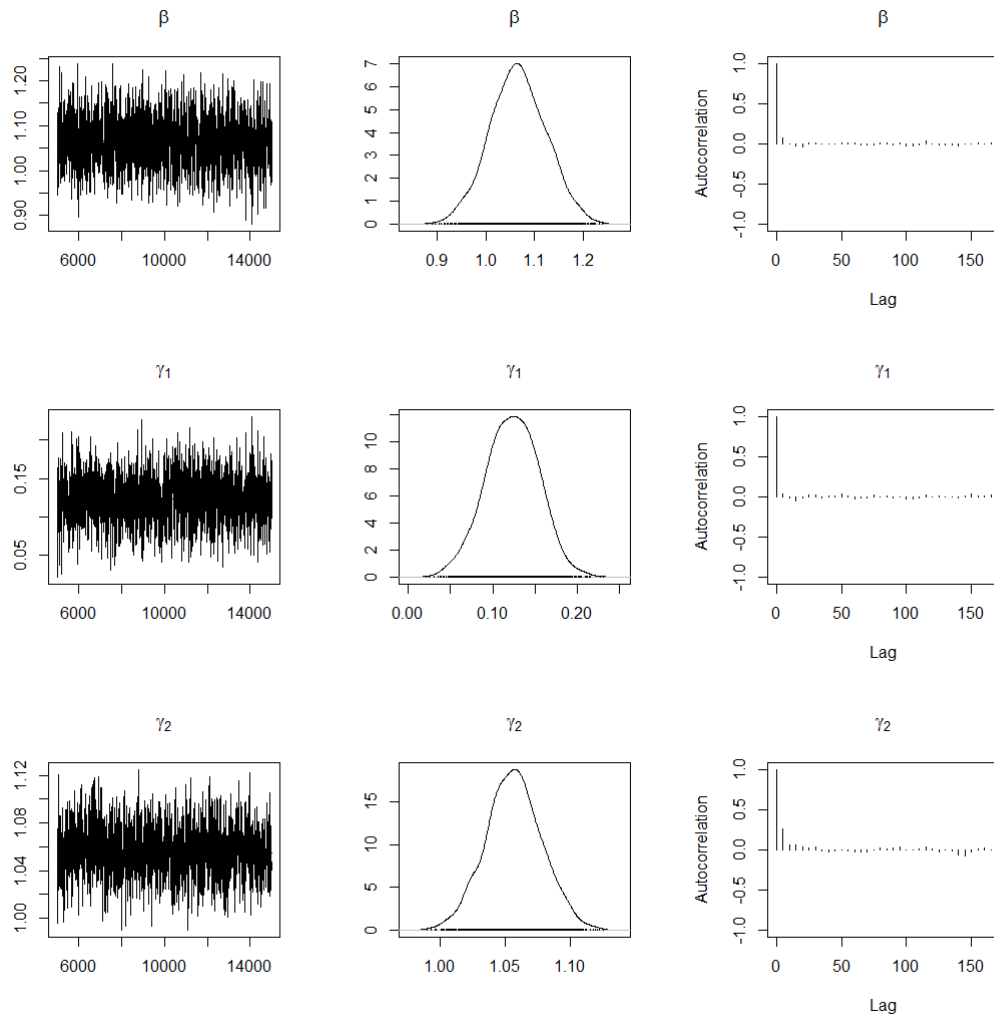 β β β
0.90 1.00 1.10 1.20
6000 10000 14000
0 1 2 3 4 5 6 7
0.9 1.0 1.1 1.2
Autocorrelation
-1.0 -0.5 0.0 0.5 1.0
0 50 100 150
Lag
γ1 γ1 γ1
0.05 0.15
6000 10000 14000
0 2 4 6 8 10
0.00 0.10 0.20
Autocorrelation
-1.0 -0.5 0.0 0.5 1.0
0 50 100 150
Lag
γ2 γ2 γ2
1.00 1.04 1.08 1.12
6000 10000 14000
0 5 10 15
1.00 1.05 1.10
Autocorrelation
-1.0 -0.5 0.0 0.5 1.0
0 50 100 150
Lag